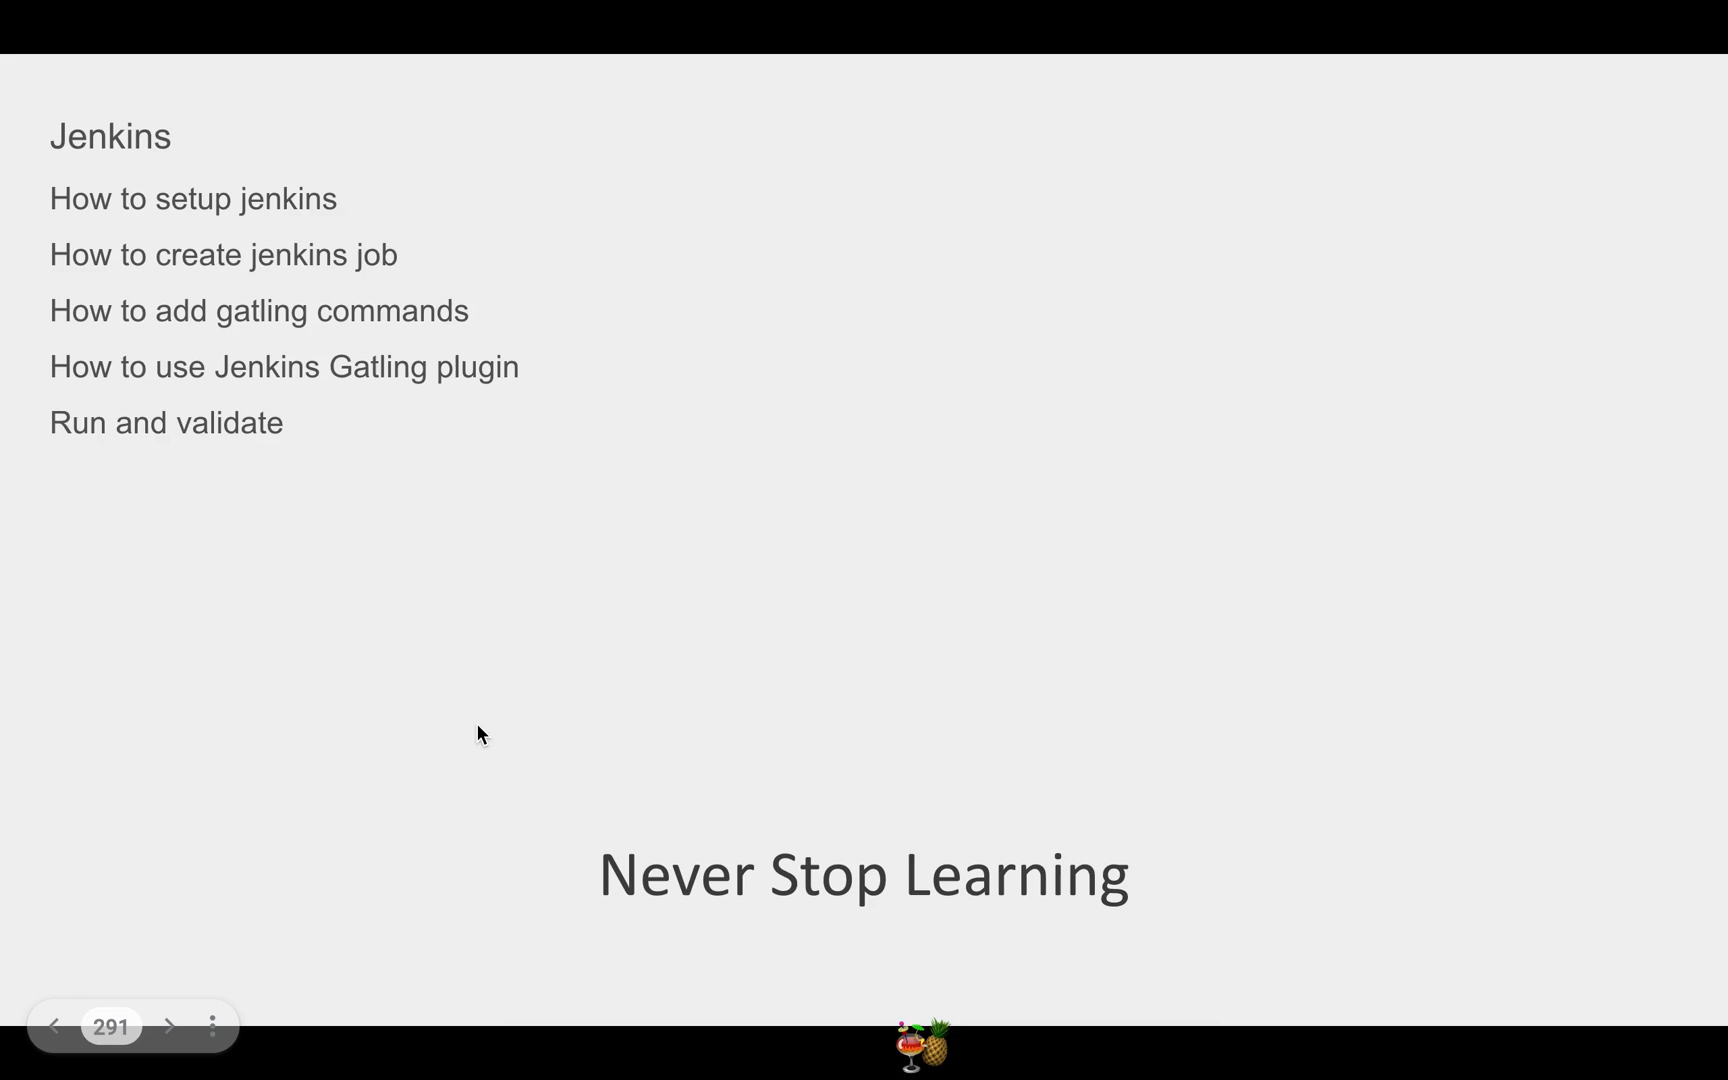 Jenkins
How to setup jenkins
How to create jenkins job
How to add gatling commands
How to use Jenkins Gatling plugin
Run and validate
Never Stop Learning
291